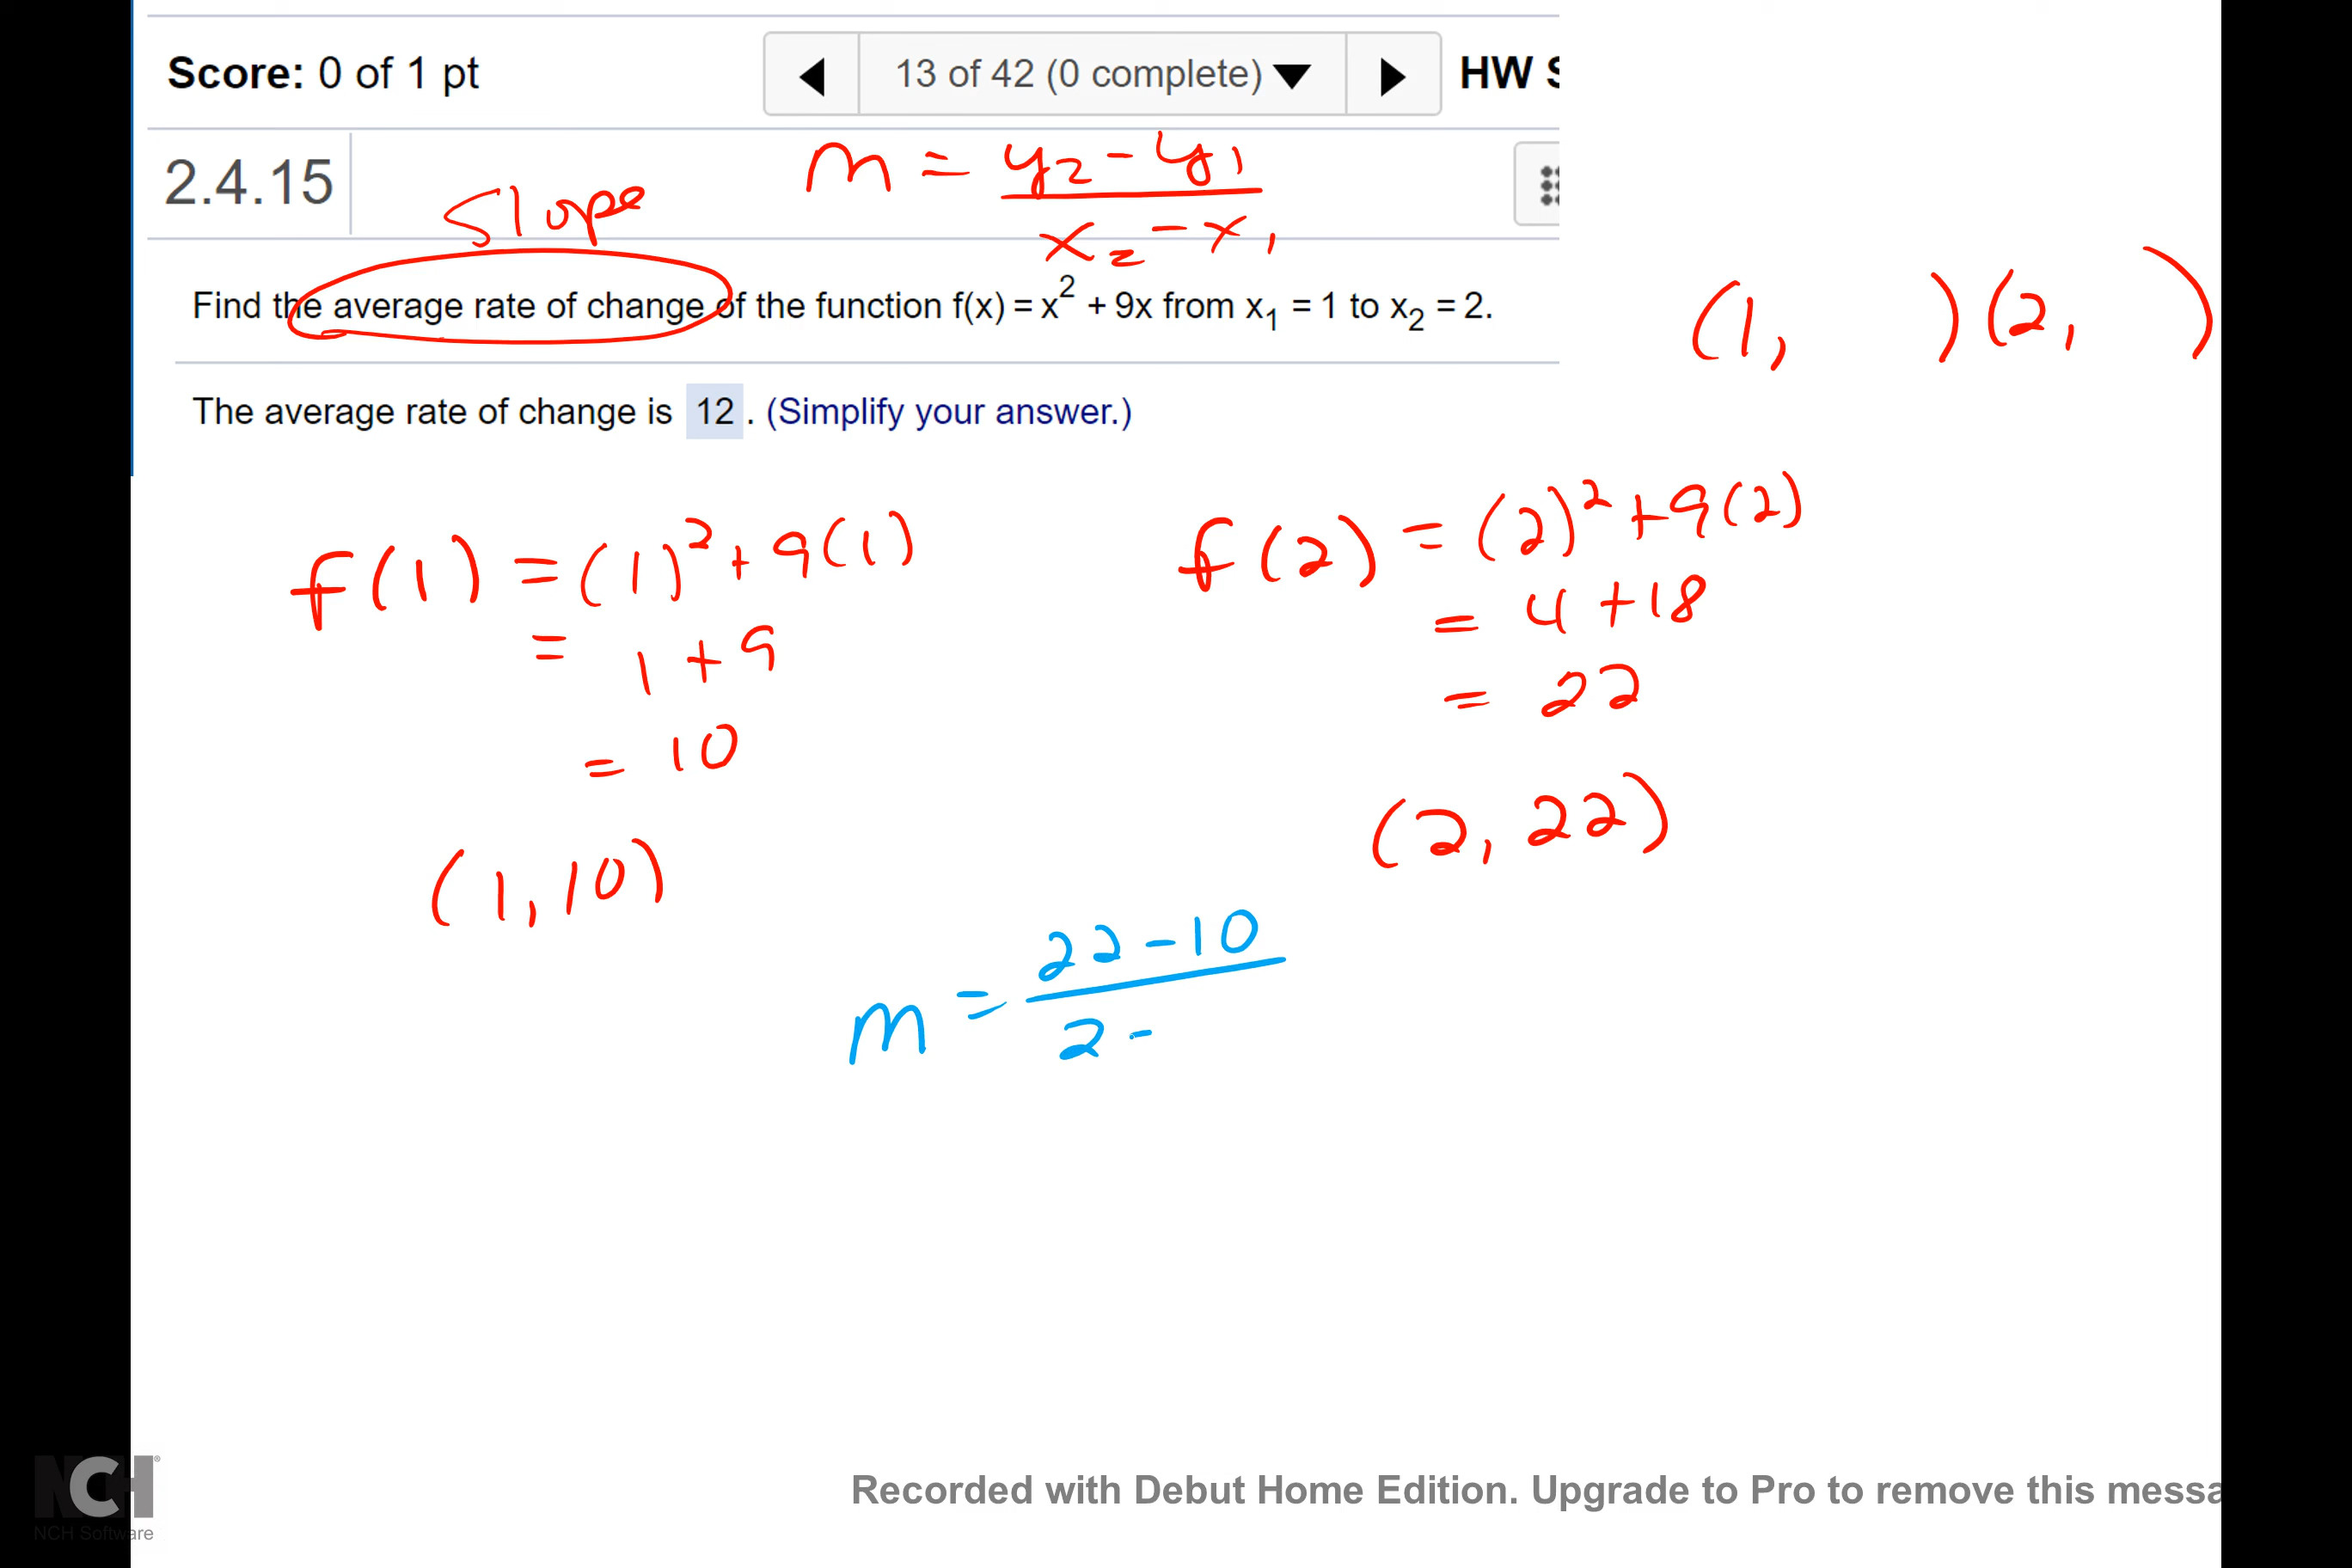 Score: 0 of 1 pt
13 of 42 (0 complete)
HW S
2.4.15
Slope
m = y₂ - y₁
x₂ - x₁
Find the average rate of change of the function f(x) = x² + 9x from x₁ = 1 to x₂ = 2.
(1, ) (2, )
The average rate of change is 12. (Simplify your answer.)
f(1) = (1)² + 9(1)
= 1 + 9
= 10
(1, 10)
f(2) = (2)² + 9(2)
= 4 + 18
= 22
(2, 22)
m = 22 - 10
2 -
NCH®
NCH Software
Recorded with Debut Home Edition. Upgrade to Pro to remove this messa